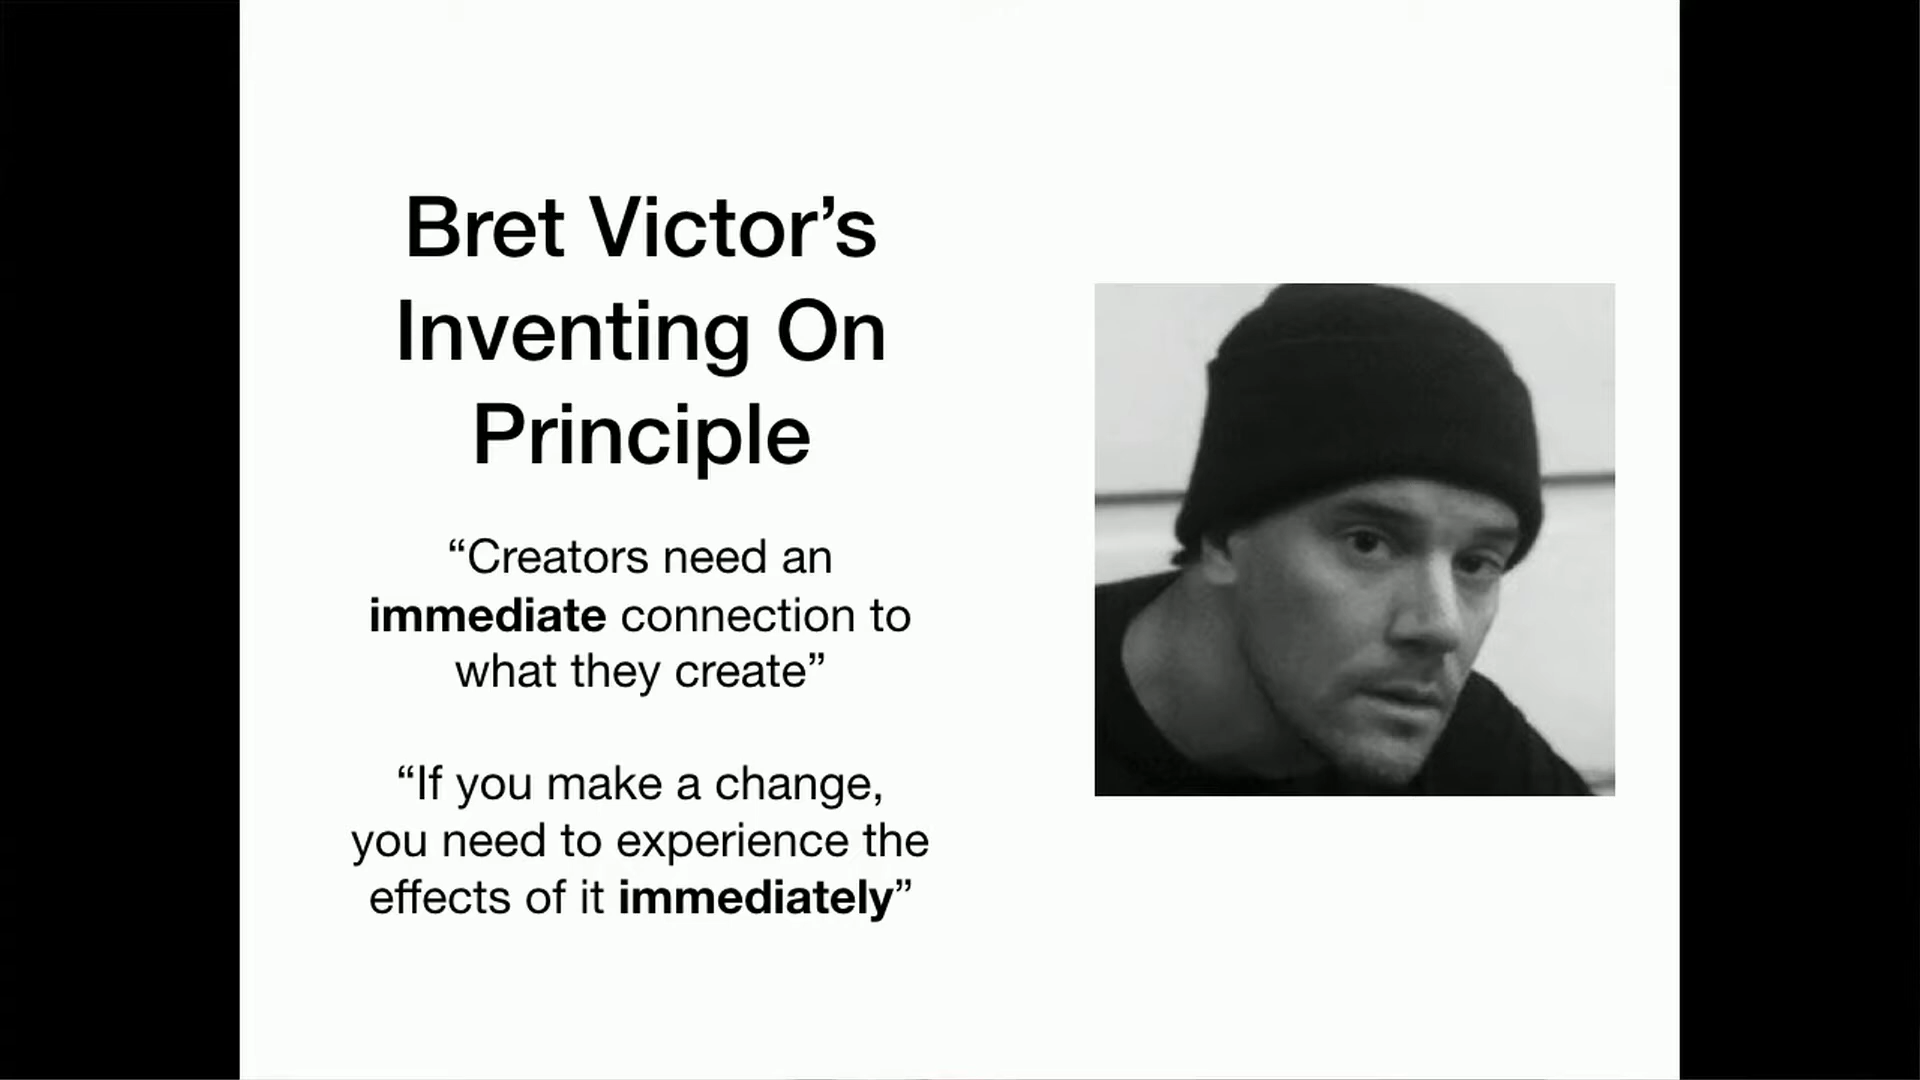 Bret Victor’s
Inventing On
Principle
“Creators need an
immediate connection to
what they create”
“If you make a change,
you need to experience the
effects of it immediately”